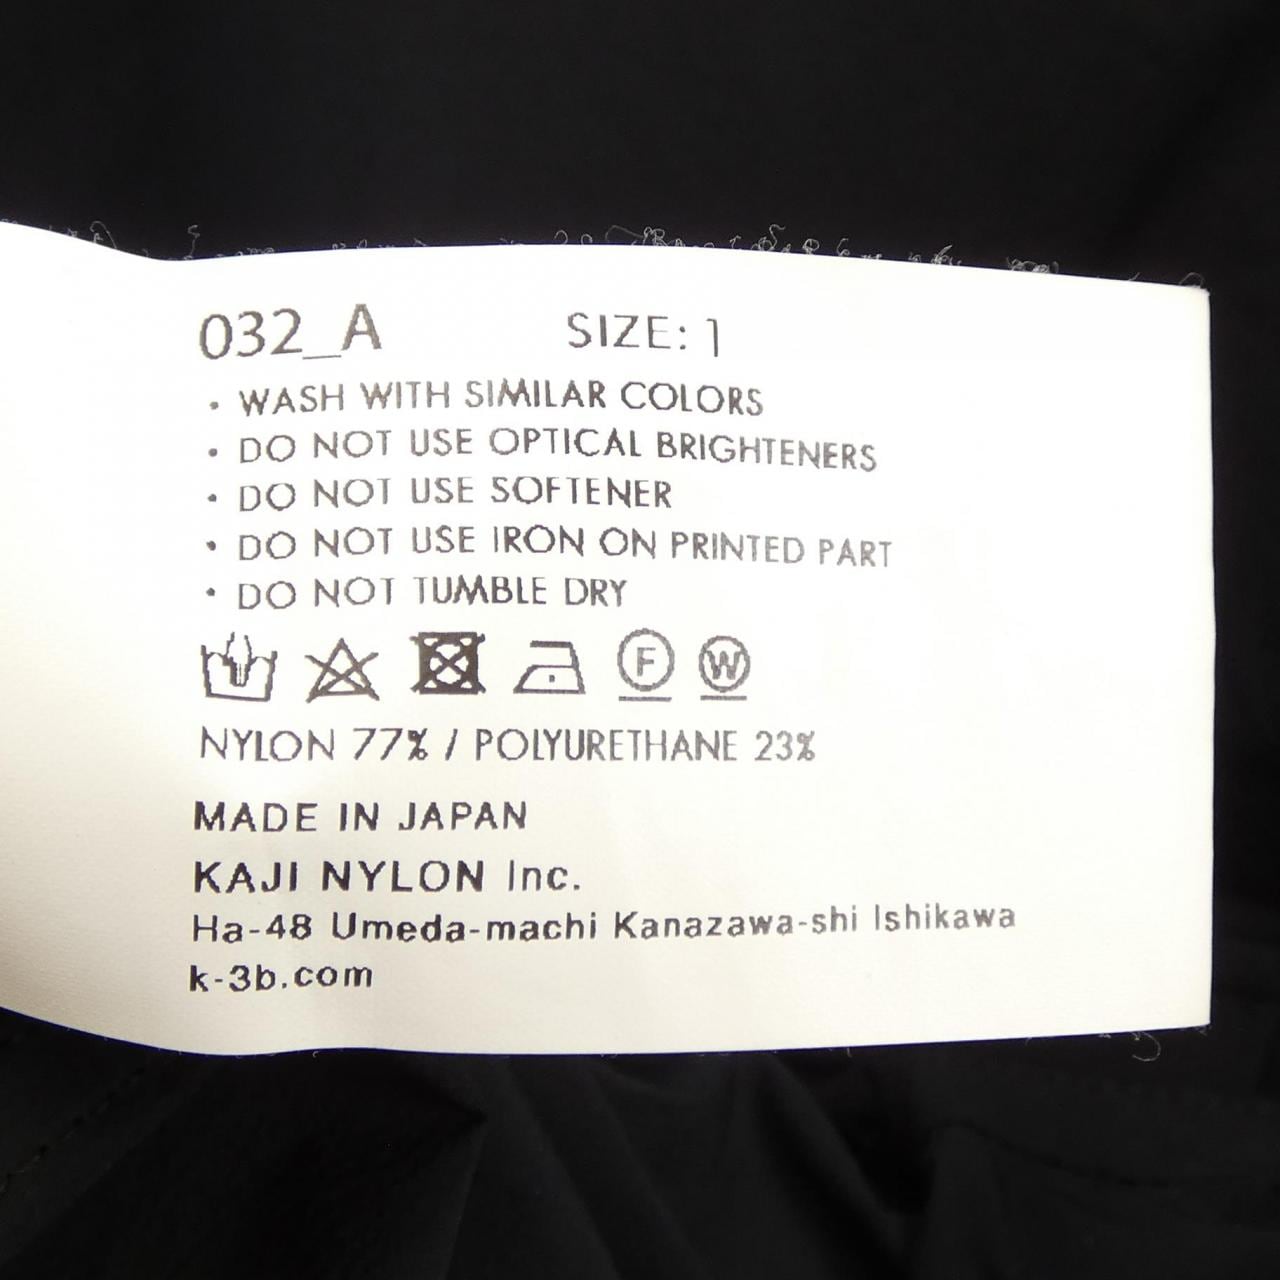 032_A SIZE: 1
• WASH WITH SIMILAR COLORS
• DO NOT USE OPTICAL BRIGHTENERS
• DO NOT USE SOFTENER
• DO NOT USE IRON ON PRINTED PART
• DO NOT TUMBLE DRY
F W
NYLON 77% / POLYURETHANE 23%
MADE IN JAPAN
KAJI NYLON Inc.
Ha-48 Umeda-machi Kanazawa-shi Ishikawa
k-3b.com